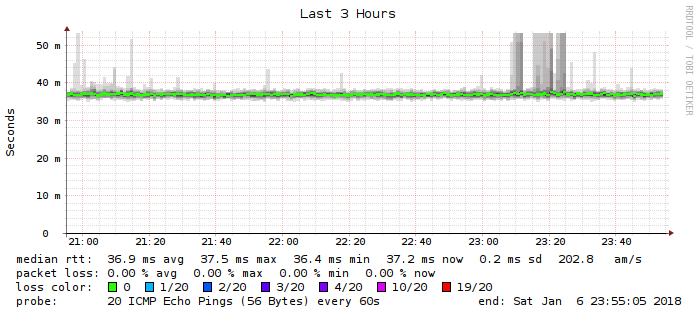 Last 3 Hours
RRDTOOL / TOBI OETIKER
Seconds
50 m
40 m
30 m
20 m
10 m
0
21:00 21:20 21:40 22:00 22:20 22:40 23:00 23:20 23:40
median rtt: 36.9 ms avg 37.5 ms max 36.4 ms min 37.2 ms now 0.2 ms sd 202.8 am/s
packet loss: 0.00 % avg 0.00 % max 0.00 % min 0.00 % now
loss color: 0 1/20 2/20 3/20 4/20 10/20 19/20
probe: 20 ICMP Echo Pings (56 Bytes) every 60s end: Sat Jan 6 23:55:05 2018